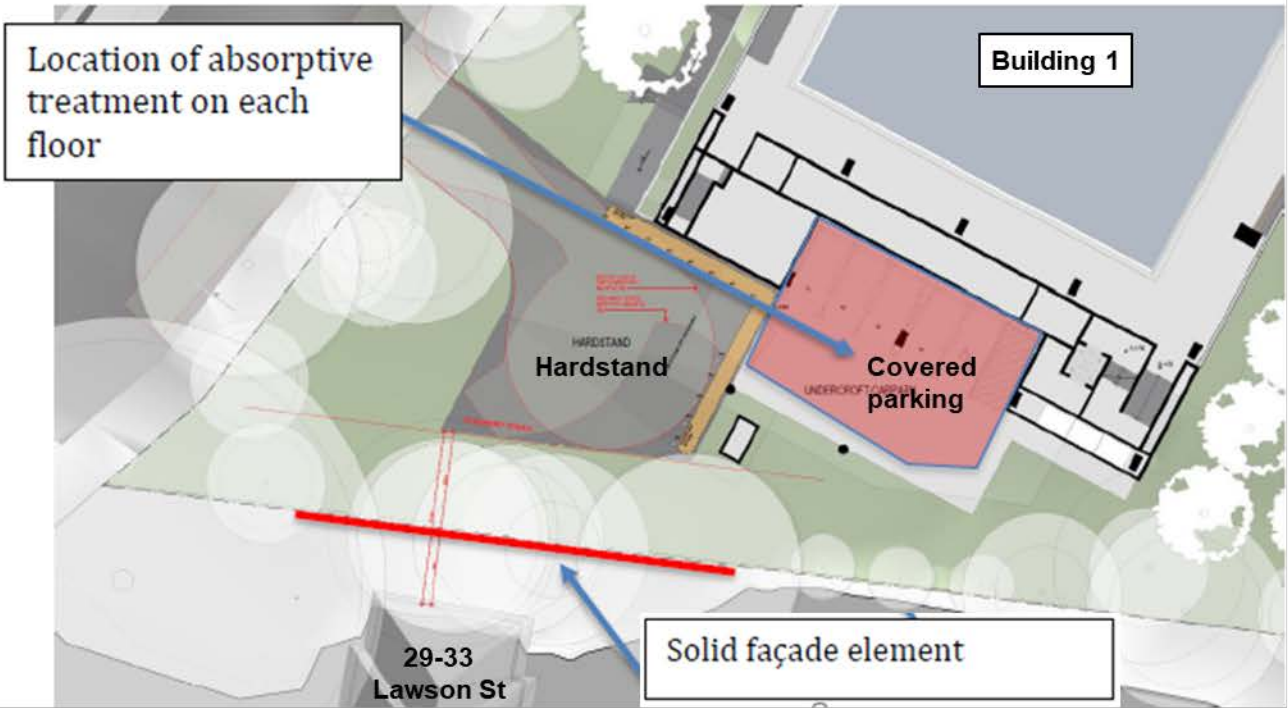 Location of absorptive
treatment on each
floor
Building 1
HARDSTAND
Hardstand
Covered
parking
UNDERCROFT CARPARK
29-33
Lawson St
Solid façade element